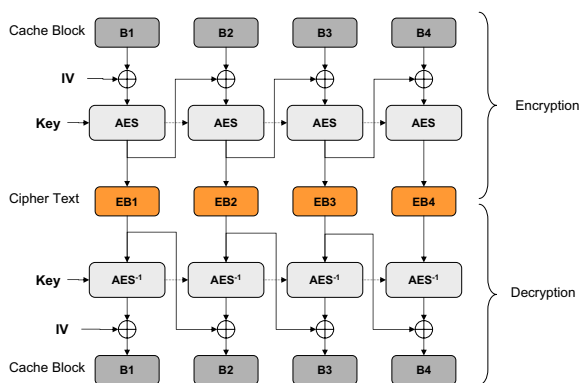 Cache Block B1 B2 B3 B4
IV
Encryption
Key AES AES AES AES
Cipher Text EB1 EB2 EB3 EB4
Key AES-1 AES-1 AES-1 AES-1
Decryption
IV
Cache Block B1 B2 B3 B4